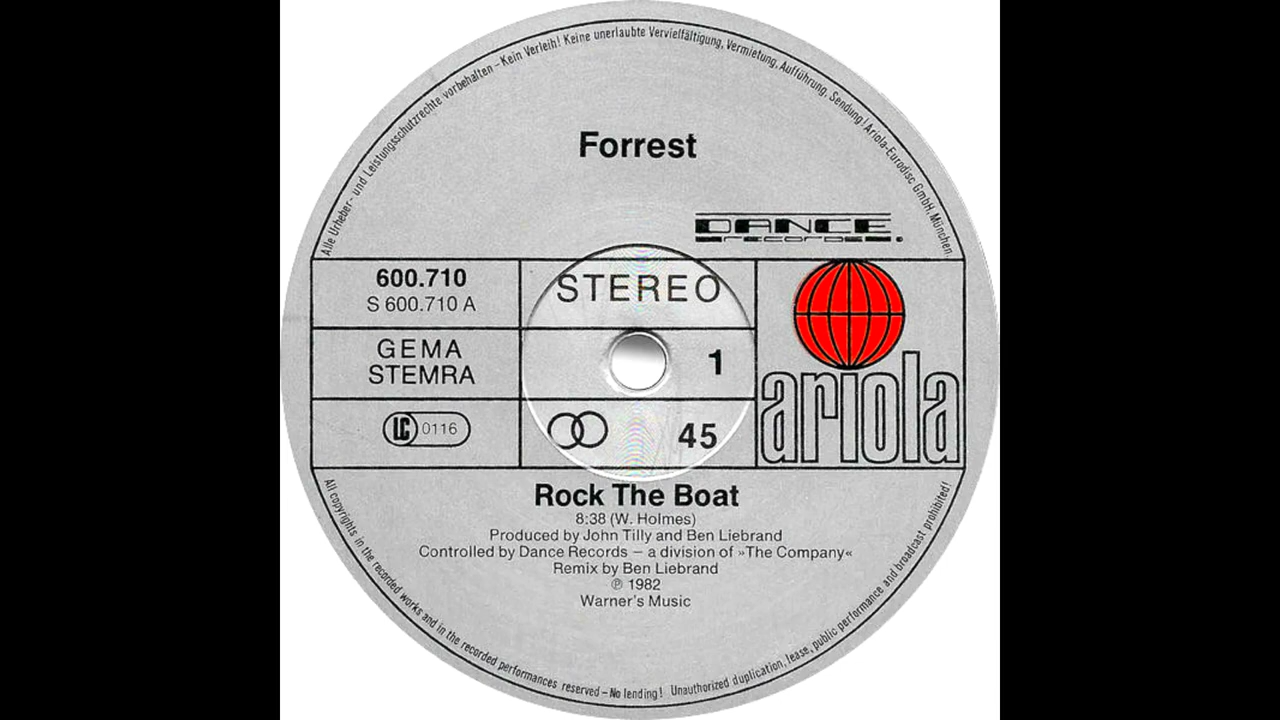 Alle Urheber- und Leistungsschutzrechte vorbehalten – Kein Verleih! Keine unerlaubte Vervielfältigung, Vermietung, Aufführung, Sendung! Ariola-Eurodisc GmbH, München.
Forrest
DANCE
records.
600.710
S 600.710 A
STEREO
GEMA
STEMRA
1
LC 0116
45
ariola
Rock The Boat
8:38 (W. Holmes)
Produced by John Tilly and Ben Liebrand
Controlled by Dance Records – a division of »The Company«
Remix by Ben Liebrand
℗ 1982
Warner's Music
All copyrights in the recorded works and in the recorded performances reserved – No lending! Unauthorized duplication, lease, public performance and broadcast prohibited!